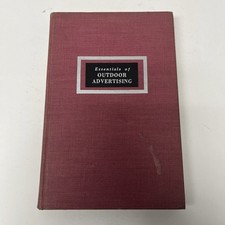 Essentials of
OUTDOOR
ADVERTISING